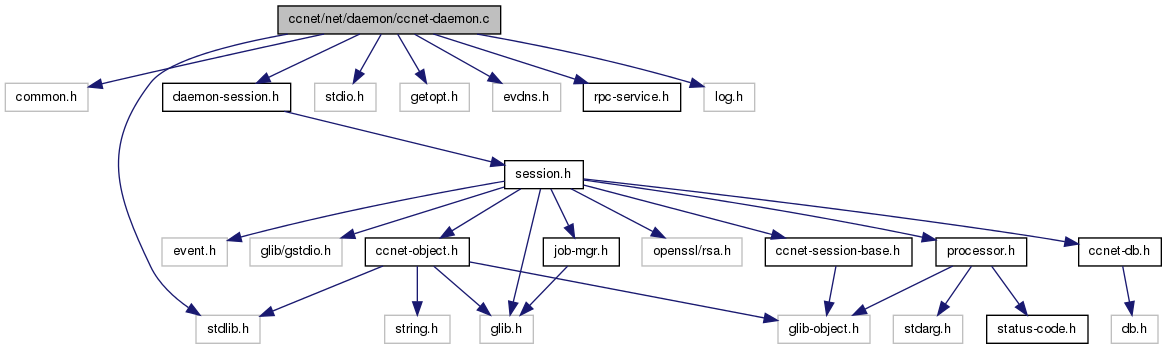 ccnet/net/daemon/ccnet-daemon.c
common.h
daemon-session.h
stdio.h
getopt.h
evdns.h
rpc-service.h
log.h
session.h
event.h
glib/gstdio.h
ccnet-object.h
job-mgr.h
openssl/rsa.h
ccnet-session-base.h
processor.h
ccnet-db.h
stdlib.h
string.h
glib.h
glib-object.h
stdarg.h
status-code.h
db.h